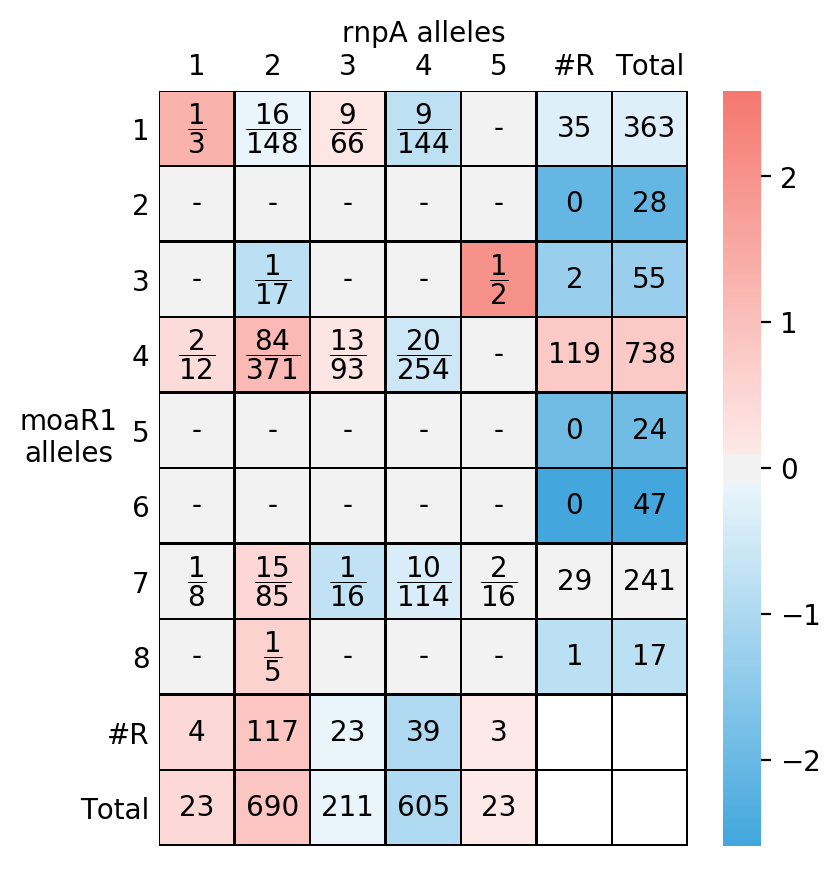 rnpA alleles
1 2 3 4 5 #R Total
1 1/3 16/148 9/66 9/144 - 35 363
2 - - - - - 0 28
3 - 1/17 - - 1/2 2 55
4 2/12 84/371 13/93 20/254 - 119 738
moaR1
alleles
5 - - - - - 0 24
6 - - - - - 0 47
7 1/8 15/85 1/16 10/114 2/16 29 241
8 - 1/5 - - - 1 17
#R 4 117 23 39 3
Total 23 690 211 605 23
2
1
0
−1
−2